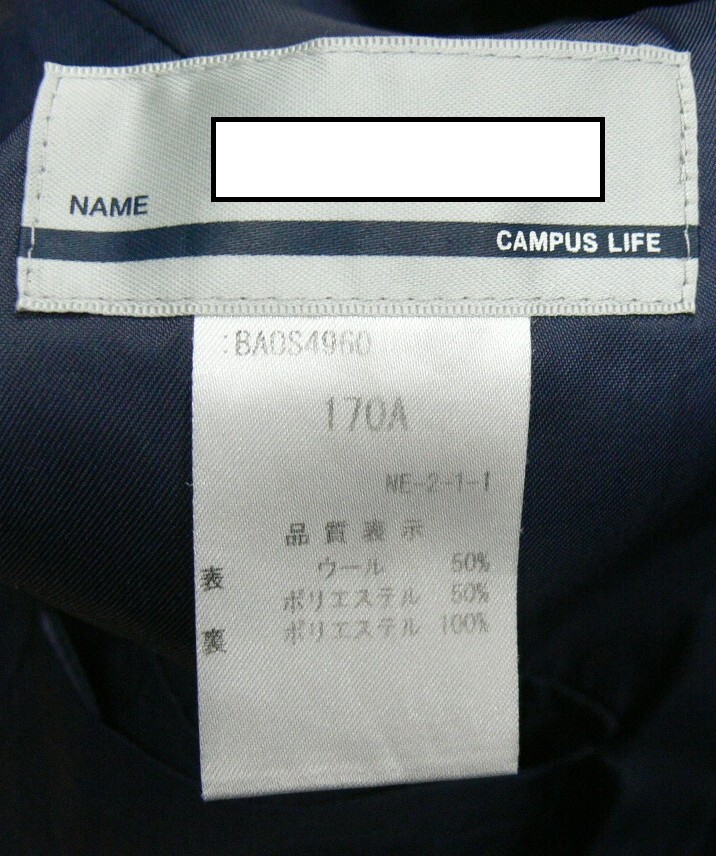 NAME
CAMPUS LIFE
:BAOS4960
170A
NE-2-1-1
品質表示
表 ウール 50%
ポリエステル 50%
裏 ポリエステル 100%